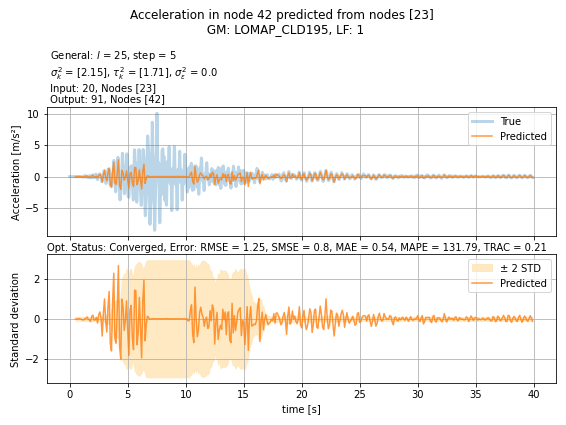 Acceleration in node 42 predicted from nodes [23]
GM: LOMAP_CLD195, LF: 1
General: l = 25, step = 5
σ²ₖ = [2.15], τ²ₖ = [1.71], σ²ε = 0.0
Input: 20, Nodes [23]
Output: 91, Nodes [42]
Acceleration [m/s²]
10
5
0
−5
True
Predicted
Opt. Status: Converged, Error: RMSE = 1.25, SMSE = 0.8, MAE = 0.54, MAPE = 131.79, TRAC = 0.21
Standard deviation
2
0
−2
± 2 STD
Predicted
0 5 10 15 20 25 30 35 40
time [s]